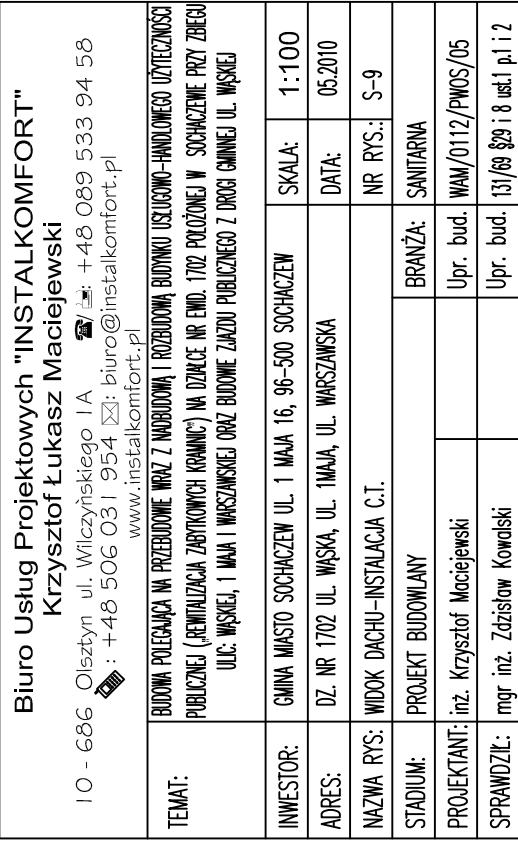 Biuro Usług Projektowych "INSTALKOMFORT"
Krzysztof Łukasz Maciejewski
10 - 686 Olsztyn ul. Wilczyńskiego 1A ☎/📠: +48 089 533 94 58
📱: +48 506 031 954 ✉: biuro@instalkomfort.pl
www.instalkomfort.pl
TEMAT:
BUDOWA POLEGAJĄCA NA PRZEBUDOWIE WRAZ Z NADBUDOWĄ I ROZBUDOWĄ BUDYNKU USŁUGOWO-HANDLOWEGO UŻYTECZNOŚCI
PUBLICZNEJ („REWITALIZACJA ZABYTKOWYCH KRAMNIC") NA DZIAŁCE NR EWID. 1702 POŁOŻONEJ W SOCHACZEWIE PRZY ZBIEGU
ULIC: WĄSKIEJ, 1 MAJA I WARSZAWSKIEJ ORAZ BUDOWIE ZJAZDU PUBLICZNEGO Z DROGI GMINNEJ UL. WĄSKIEJ
INWESTOR: GMINA MIASTO SOCHACZEW UL. 1 MAJA 16, 96-500 SOCHACZEW SKALA: 1:100
ADRES: DZ. NR 1702 UL. WĄSKA, UL. 1MAJA, UL. WARSZAWSKA DATA: 05.2010
NAZWA RYS: WIDOK DACHU-INSTALACJA C.T. NR RYS.: S-9
STADIUM: PROJEKT BUDOWLANY BRANŻA: SANITARNA
PROJEKTANT: inż. Krzysztof Maciejewski Upr. bud. WAM/0112/PWOS/05
SPRAWDZIŁ: mgr inż. Zdzisław Kowalski Upr. bud. 131/69 §29 i 8 ust.1 p.1 i 2